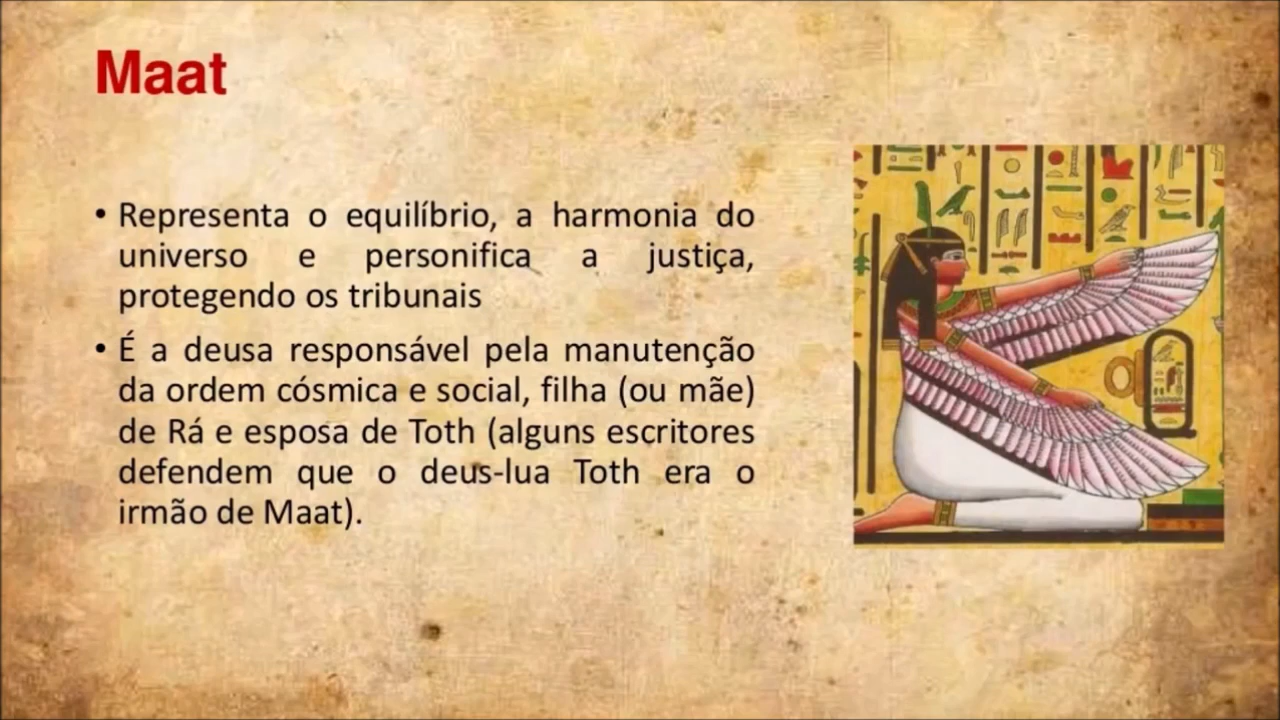 Maat
• Representa o equilíbrio, a harmonia do
universo e personifica a justiça,
protegendo os tribunais
• É a deusa responsável pela manutenção
da ordem cósmica e social, filha (ou mãe)
de Rá e esposa de Toth (alguns escritores
defendem que o deus-lua Toth era o
irmão de Maat).